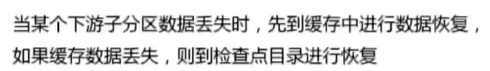 当某个下游子分区数据丢失时，先到缓存中进行数据恢复，
如果缓存数据丢失，则到检查点目录进行恢复